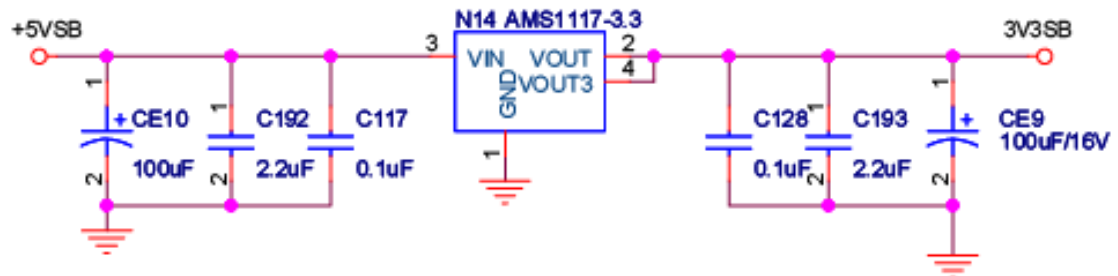 N14 AMS1117-3.3
+5VSB
3V3SB
3
VIN
VOUT
2
VOUT3
4
GND
1
1
+
CE10
100uF
2
1
C192
2.2uF
2
C117
0.1uF
C128
0.1uF
1
C193
2.2uF
2
1
+
CE9
100uF/16V
2